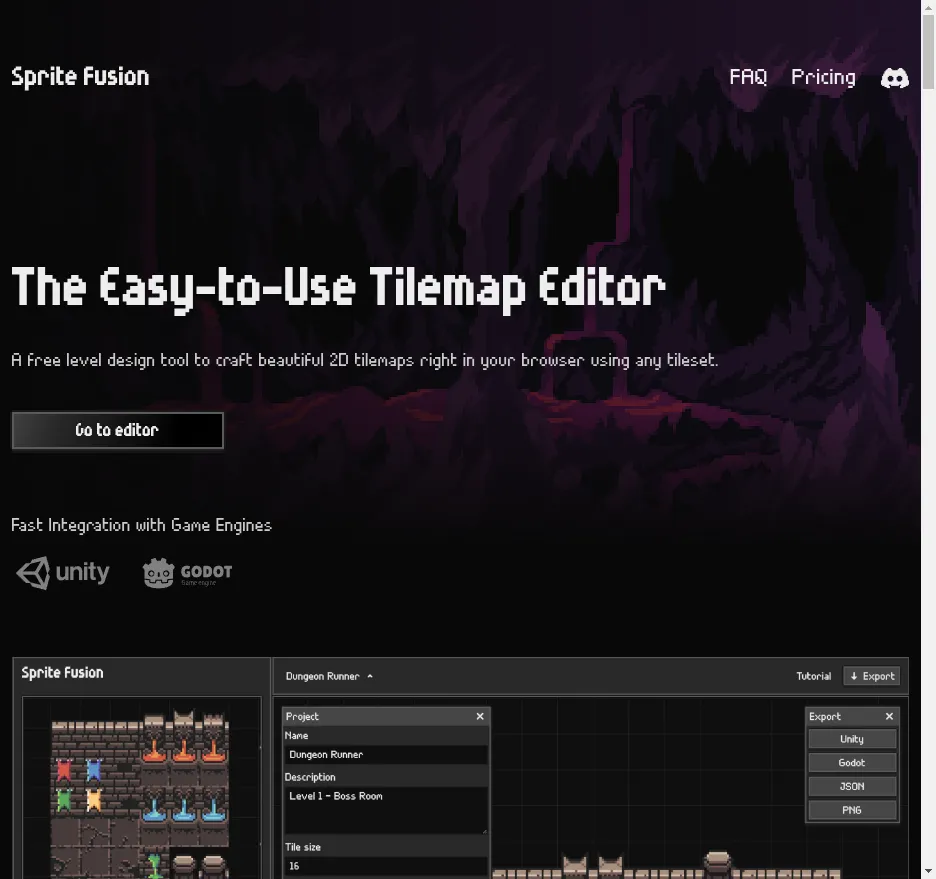 Sprite Fusion
FAQ Pricing
The Easy-to-Use Tilemap Editor
A free level design tool to craft beautiful 2D tilemaps right in your browser using any tileset.
Go to editor
Fast Integration with Game Engines
unity
GODOT
Game engine
Sprite Fusion
Dungeon Runner
Tutorial
Export
Project
Name
Dungeon Runner
Description
Level 1 - Boss Room
Tile size
16
Export
Unity
Godot
JSON
PNG